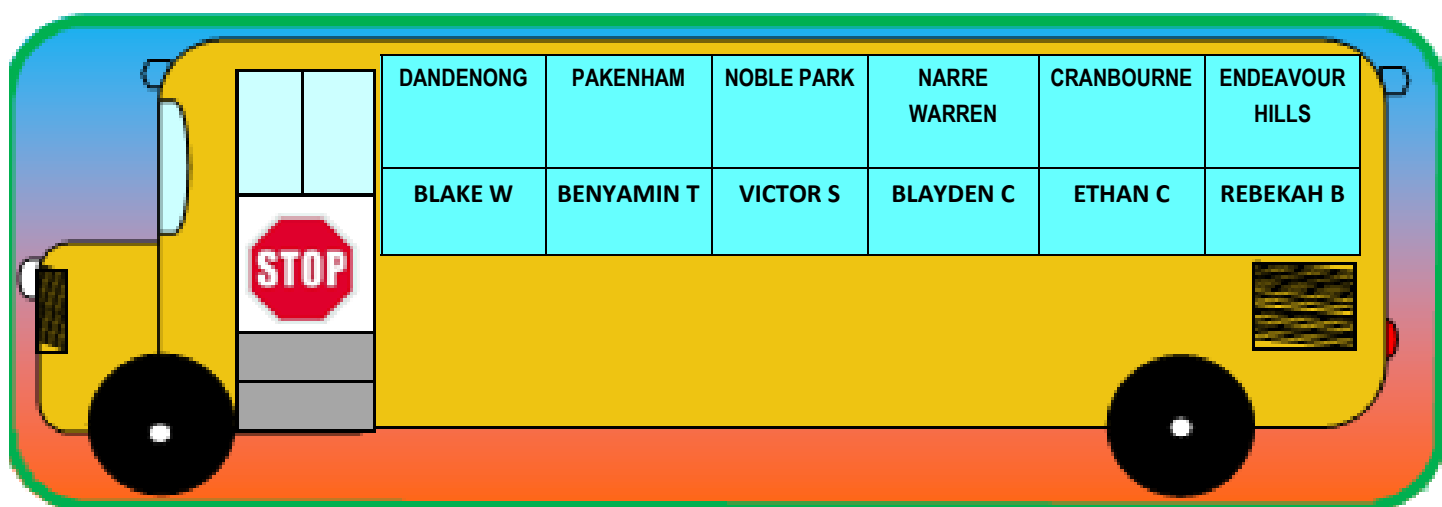 DANDENONG
PAKENHAM
NOBLE PARK
NARRE
WARREN
CRANBOURNE
ENDEAVOUR
HILLS
BLAKE W
BENYAMIN T
VICTOR S
BLAYDEN C
ETHAN C
REBEKAH B
STOP